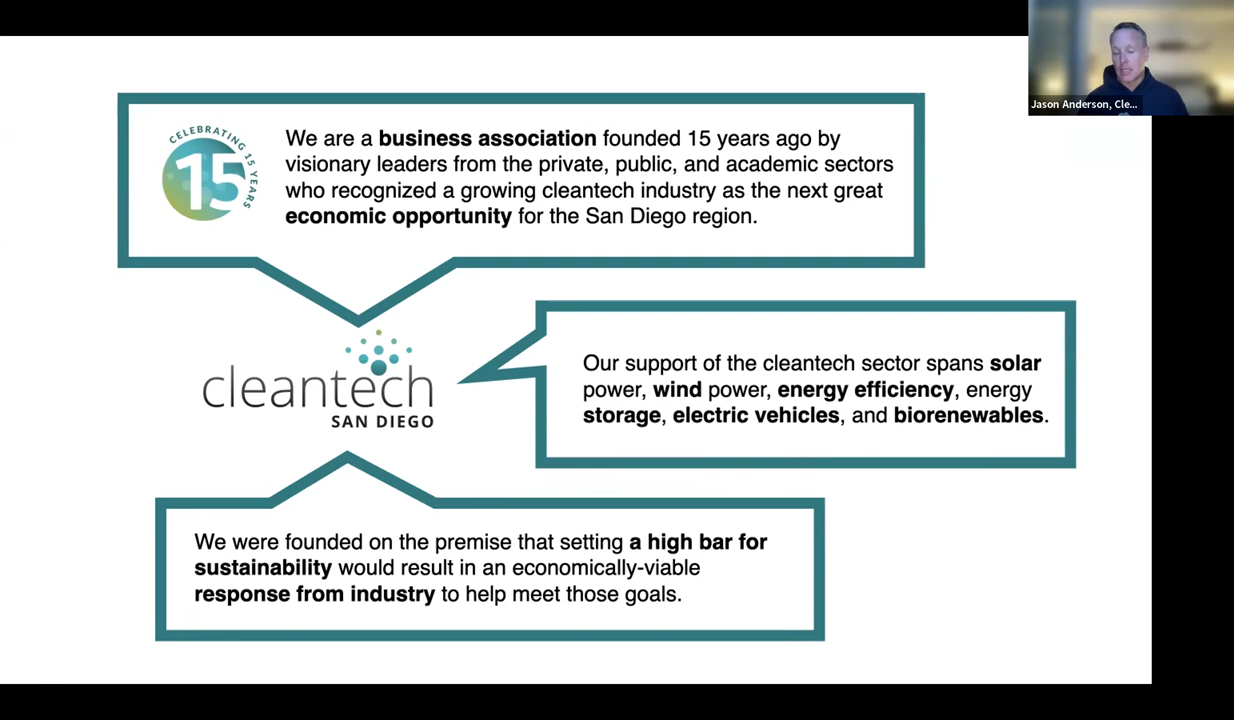 Jason Anderson, Cle...
CELEBRATING 15 YEARS
15
We are a business association founded 15 years ago by
visionary leaders from the private, public, and academic sectors
who recognized a growing cleantech industry as the next great
economic opportunity for the San Diego region.
cleantech
SAN DIEGO
Our support of the cleantech sector spans solar
power, wind power, energy efficiency, energy
storage, electric vehicles, and biorenewables.
We were founded on the premise that setting a high bar for
sustainability would result in an economically-viable
response from industry to help meet those goals.